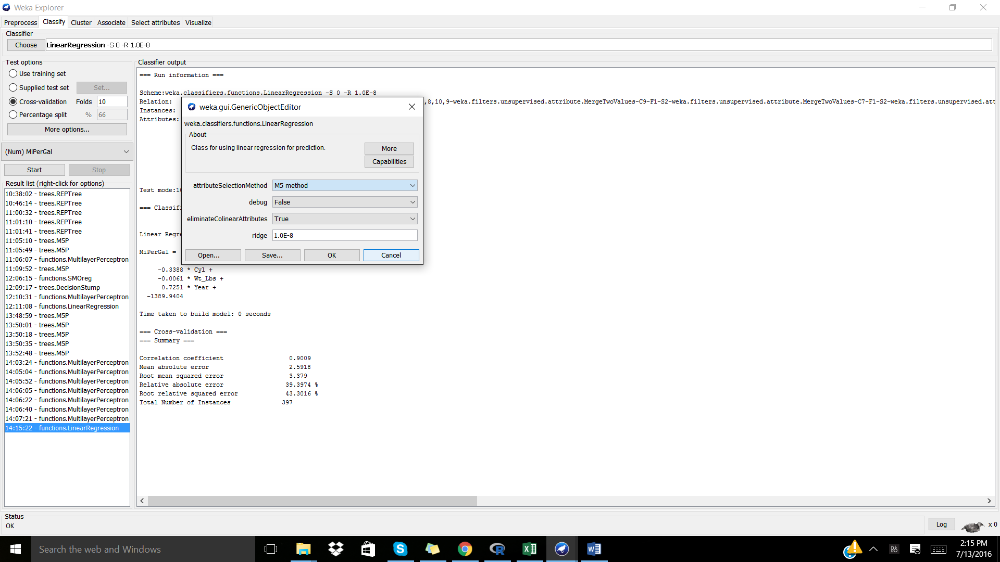 Weka Explorer
Preprocess Classify Cluster Associate Select attributes Visualize
Classifier
Choose LinearRegression -S 0 -R 1.0E-8
Test options
Use training set
Supplied test set Set...
Cross-validation Folds 10
Percentage split % 66
More options...
(Num) MiPerGal
Start Stop
Result list (right-click for options)
10:38:02 - trees.REPTree
10:46:14 - trees.REPTree
11:00:32 - trees.REPTree
11:01:10 - trees.REPTree
11:01:41 - trees.REPTree
11:05:10 - trees.M5P
11:05:49 - trees.M5P
11:06:07 - functions.MultilayerPerceptron
11:09:52 - trees.M5P
12:06:15 - functions.SMOreg
12:09:17 - trees.DecisionStump
12:10:31 - functions.MultilayerPerceptron
12:11:08 - functions.LinearRegression
13:48:59 - trees.M5P
13:50:01 - trees.M5P
13:50:18 - trees.M5P
13:50:35 - trees.M5P
13:52:48 - trees.M5P
14:03:24 - functions.MultilayerPerceptron
14:05:04 - functions.MultilayerPerceptron
14:05:52 - functions.MultilayerPerceptron
14:06:05 - functions.MultilayerPerceptron
14:06:22 - functions.MultilayerPerceptron
14:06:40 - functions.MultilayerPerceptron
14:07:21 - functions.MultilayerPerceptron
14:15:22 - functions.LinearRegression
Classifier output
=== Run information ===
Scheme:weka.classifiers.functions.LinearRegression -S 0 -R 1.0E-8
Relation: ,8,10,9-weka.filters.unsupervised.attribute.MergeTwoValues-C9-F1-S2-weka.filters.unsupervised.attribute.MergeTwoValues-C7-F1-S2-weka.filters.unsupervised.att
Instances:
Attributes:
Test mode:10
=== Classifi
Linear Regre
MiPerGal =
-0.3388 * Cyl +
-0.0061 * Wt_Lbs +
0.7251 * Year +
-1389.9404
Time taken to build model: 0 seconds
=== Cross-validation ===
=== Summary ===
Correlation coefficient 0.9009
Mean absolute error 2.5918
Root mean squared error 3.379
Relative absolute error 39.3974 %
Root relative squared error 43.3016 %
Total Number of Instances 397
weka.gui.GenericObjectEditor
weka.classifiers.functions.LinearRegression
About
Class for using linear regression for prediction.
More
Capabilities
attributeSelectionMethod M5 method
debug False
eliminateColinearAttributes True
ridge 1.0E-8
Open... Save... OK Cancel
Status
OK
Log x 0
Search the web and Windows
2:15 PM
7/13/2016